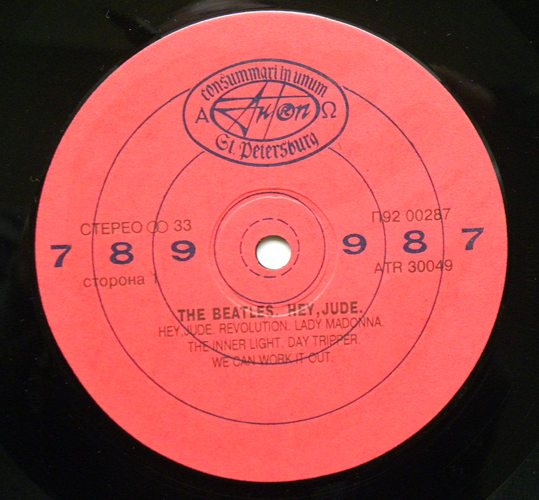 consummari in unum
Α AnTon Ω
St. Petersburg
СТЕРЕО 33
П92 00287
7 8 9 9 8 7
сторона 1
ATR 30049
THE BEATLES. HEY, JUDE.
HEY, JUDE. REVOLUTION. LADY MADONNA.
THE INNER LIGHT. DAY TRIPPER.
WE CAN WORK IT OUT.